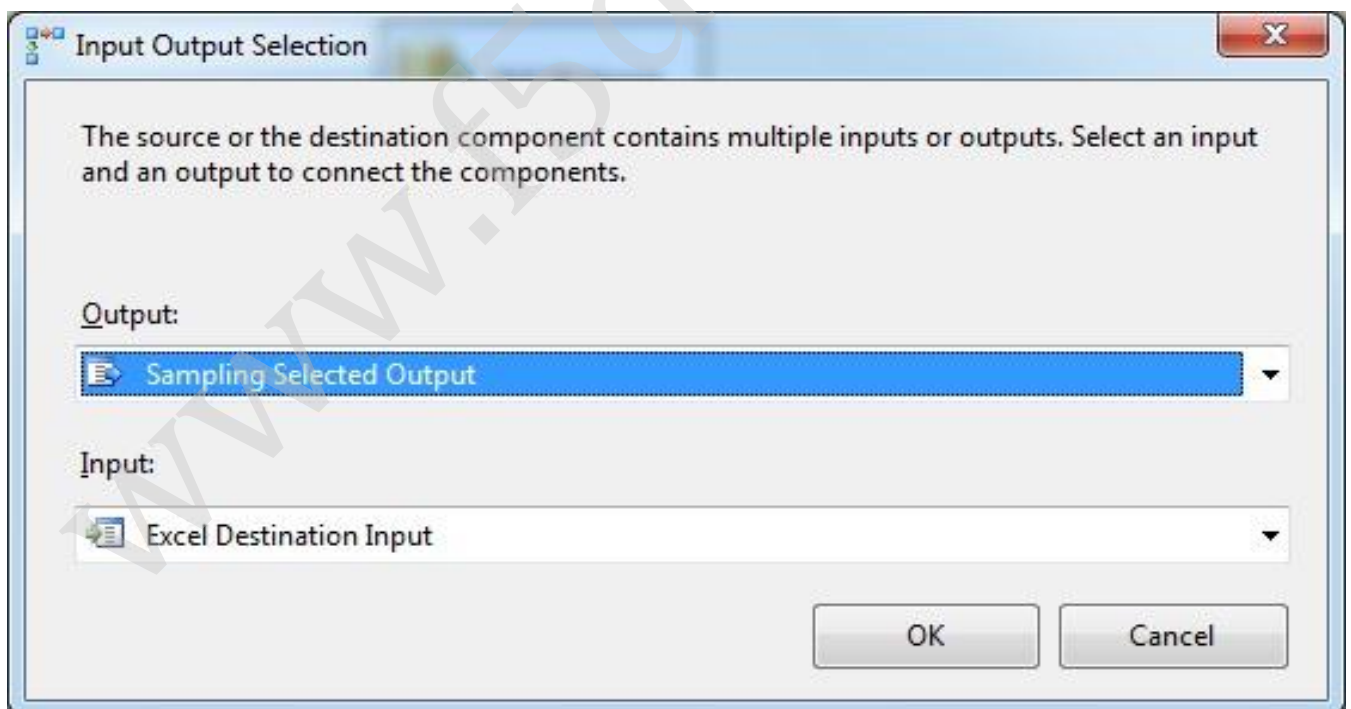 Input Output Selection
The source or the destination component contains multiple inputs or outputs. Select an input
and an output to connect the components.
Output:
Sampling Selected Output
Input:
Excel Destination Input
OK
Cancel